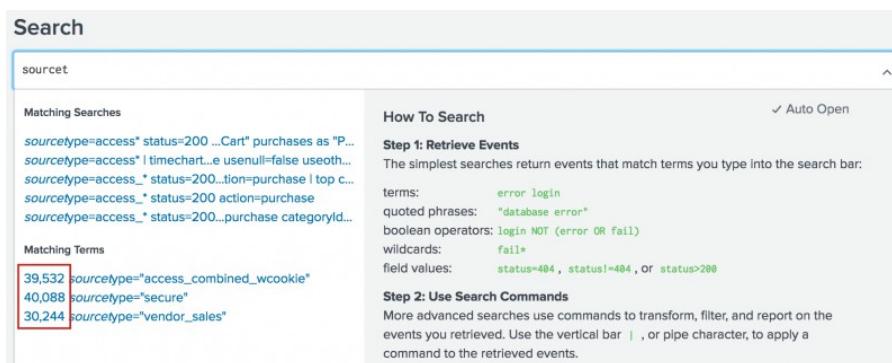 Search
sourcet
Matching Searches
sourcetype=access* status=200 ...Cart" purchases as "P...
sourcetype=access* | timechart...e usenull=false useoth...
sourcetype=access_* status=200...tion=purchase | top c...
sourcetype=access_* status=200 action=purchase
sourcetype=access_* status=200...purchase categoryId...
Matching Terms
39,532 sourcetype="access_combined_wcookie"
40,088 sourcetype="secure"
30,244 sourcetype="vendor_sales"
How To Search
✓ Auto Open
Step 1: Retrieve Events
The simplest searches return events that match terms you type into the search bar:
terms: error login
quoted phrases: "database error"
boolean operators: login NOT (error OR fail)
wildcards: fail*
field values: status=404 , status!=404 , or status>200
Step 2: Use Search Commands
More advanced searches use commands to transform, filter, and report on the
events you retrieved. Use the vertical bar | , or pipe character, to apply a
command to the retrieved events.